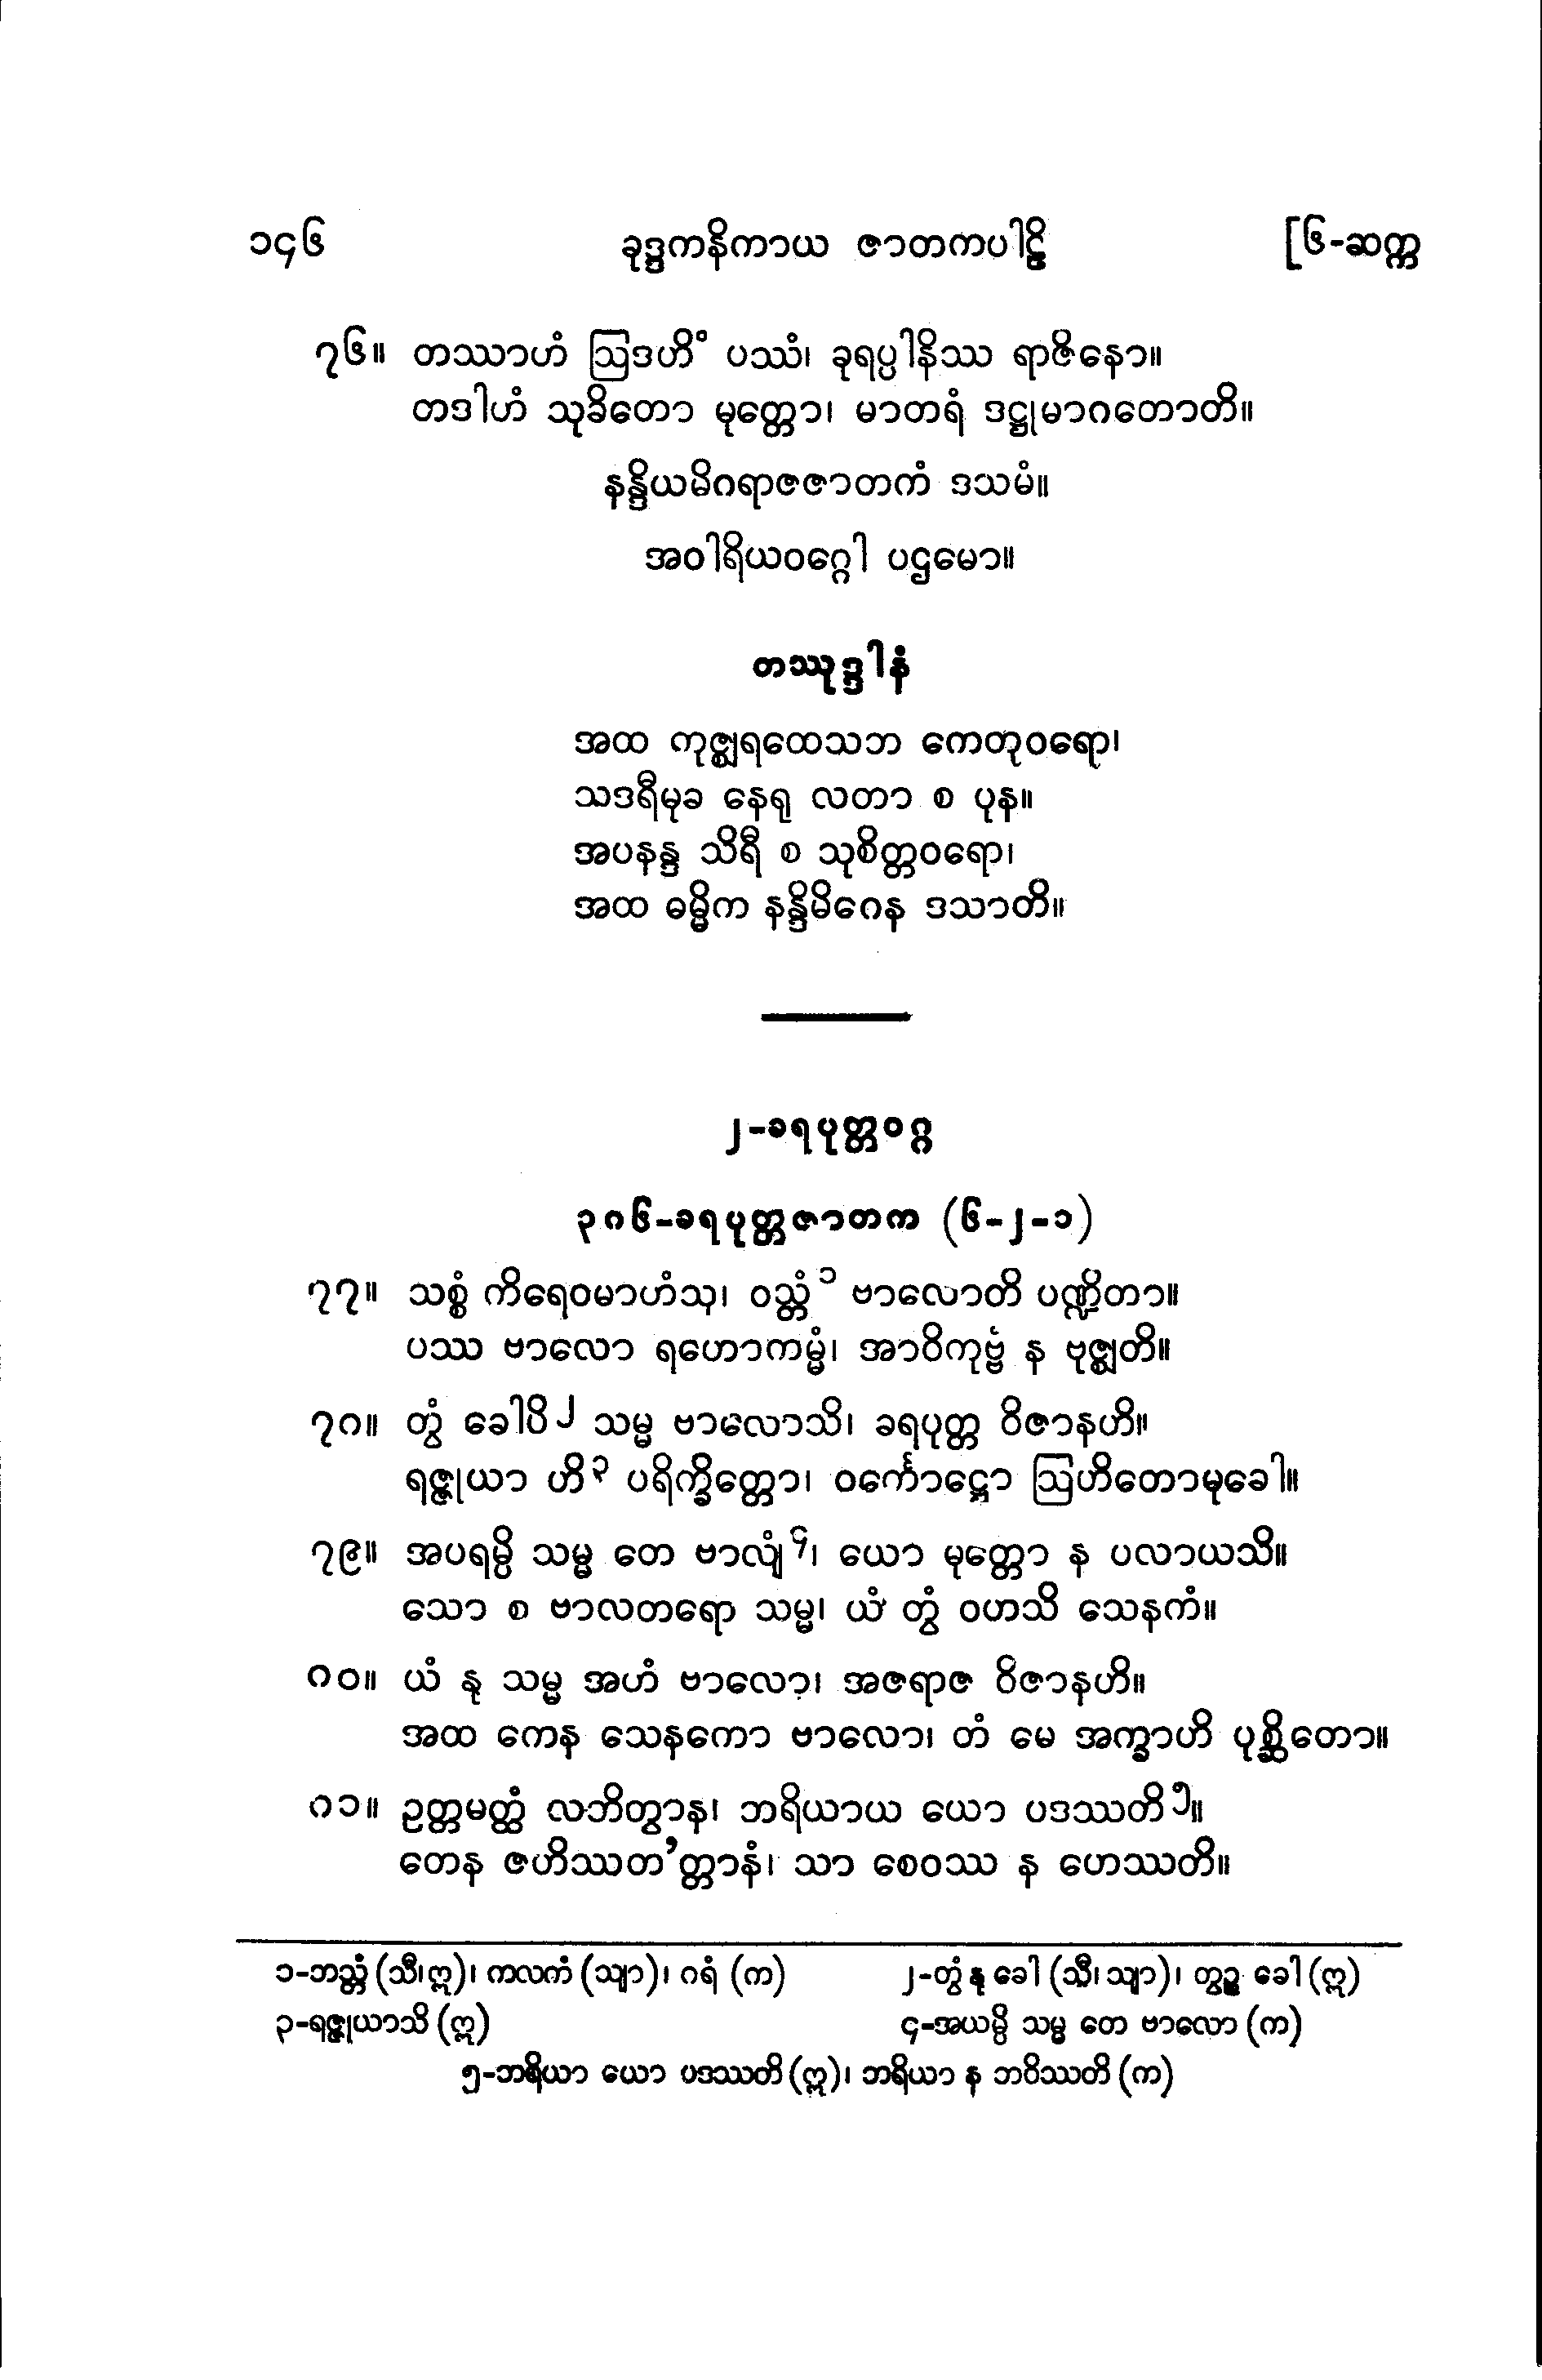 ၁၄၆ ခုဒ္ဒကနိကာယ ဇာတကပါဠိ [၆-ဆက္က
၇၆။ တဿာဟံ ဩဒဟိံ ပဿံ၊ ခုရပ္ပါနိဿ ရာဇိနော။
တဒါဟံ သုခိတော မုတ္တော၊ မာတရံ ဒဋ္ဌုမာဂတောတိ။
နန္ဒိယမိဂရာဇဇာတကံ ဒသမံ။
အဝါရိယဝဂ္ဂေါ ပဌမော။
တဿုဒ္ဒါနံ
အထ ကုဇ္ဈရထေသဘ ကေတုဝရော၊
သဒရီမုခ နေရု လတာ စ ပုန။
အပနန္ဒ သိရီ စ သုစိတ္တဝရော၊
အထ ဓမ္မိက နန္ဒိမိဂေန ဒသာတိ။
၂-ခရပုတ္တဝဂ္ဂ
၃၈၆-ခရပုတ္တဇာတက (၆-၂-၁)
၇၇။ သစ္စံ ကိရေဝမာဟံသု၊ ဝသ္တံ ၁ ဗာလောတိ ပဏ္ဍိတာ။
ပဿ ဗာလော ရဟောကမ္မံ၊ အာဝိကုဗ္ဗံ န ဗုဇ္ဈတိ။
၇၈။ တွံ ခေါပိ ၂ သမ္မ ဗာလောသိ၊ ခရပုတ္တ ဝိဇာနဟိ။
ရဇ္ဇုယာ ဟိ ၃ ပရိက္ခိတ္တော၊ ဝင်္ကောဋ္ဌော ဩဟိတောမုခေါ။
၇၉။ အပရမ္ပိ သမ္မ တေ ဗာလျံ ၄၊ ယော မုတ္တော န ပလာယသိ။
သော စ ဗာလတရော သမ္မ၊ ယံ တွံ ဝဟသိ သေနကံ။
၈၀။ ယံ နု သမ္မ အဟံ ဗာလော၊ အဇရာဇ ဝိဇာနဟိ။
အထ ကေန သေနကော ဗာလော၊ တံ မေ အက္ခာဟိ ပုစ္ဆိတော။
၈၁။ ဥတ္တမတ္ထံ လဘိတွာန၊ ဘရိယာယ ယော ပဒဿတိ ၅။
တေန ဇဟိဿတ’တ္တာနံ၊ သာ စေဝဿ န ဟေဿတိ။
၁-ဘသ္တံ (သီ၊ဣ)၊ ကလကံ (သျာ)၊ ဂရံ (က) ၂-တွံ နု ခေါ (သီ၊ သျာ)၊ တွဉ္စ ခေါ (ဣ)
၃-ရဇ္ဇုယာသိ (ဣ) ၄-အယမ္ပိ သမ္မ တေ ဗာလော (က)
၅-ဘရိယာ ယော ပဒဿတိ (ဣ)၊ ဘရိယာ န ဘဝိဿတိ (က)